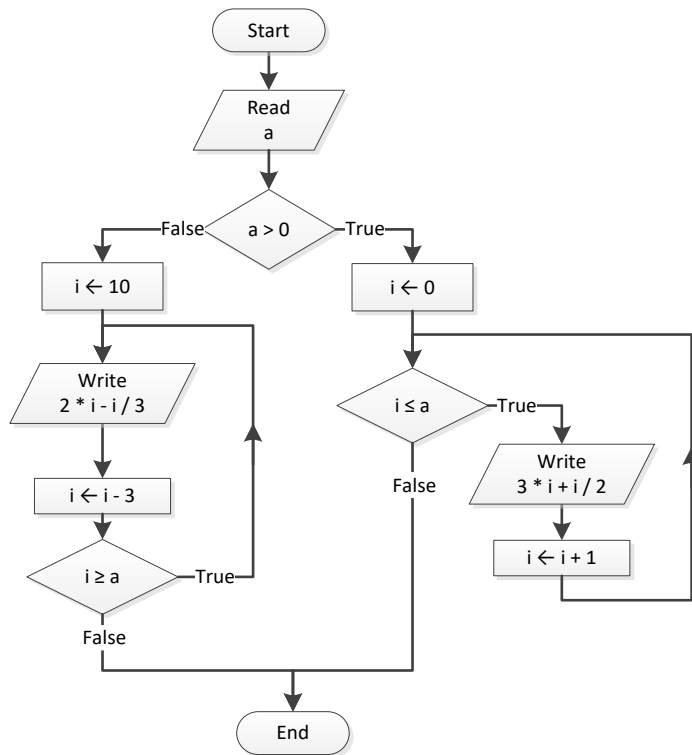 Start
Read
a
a > 0
False
True
i ← 10
i ← 0
Write
2 * i - i / 3
i ≤ a
True
Write
3 * i + i / 2
False
i ← i - 3
i ← i + 1
i ≥ a
True
False
End